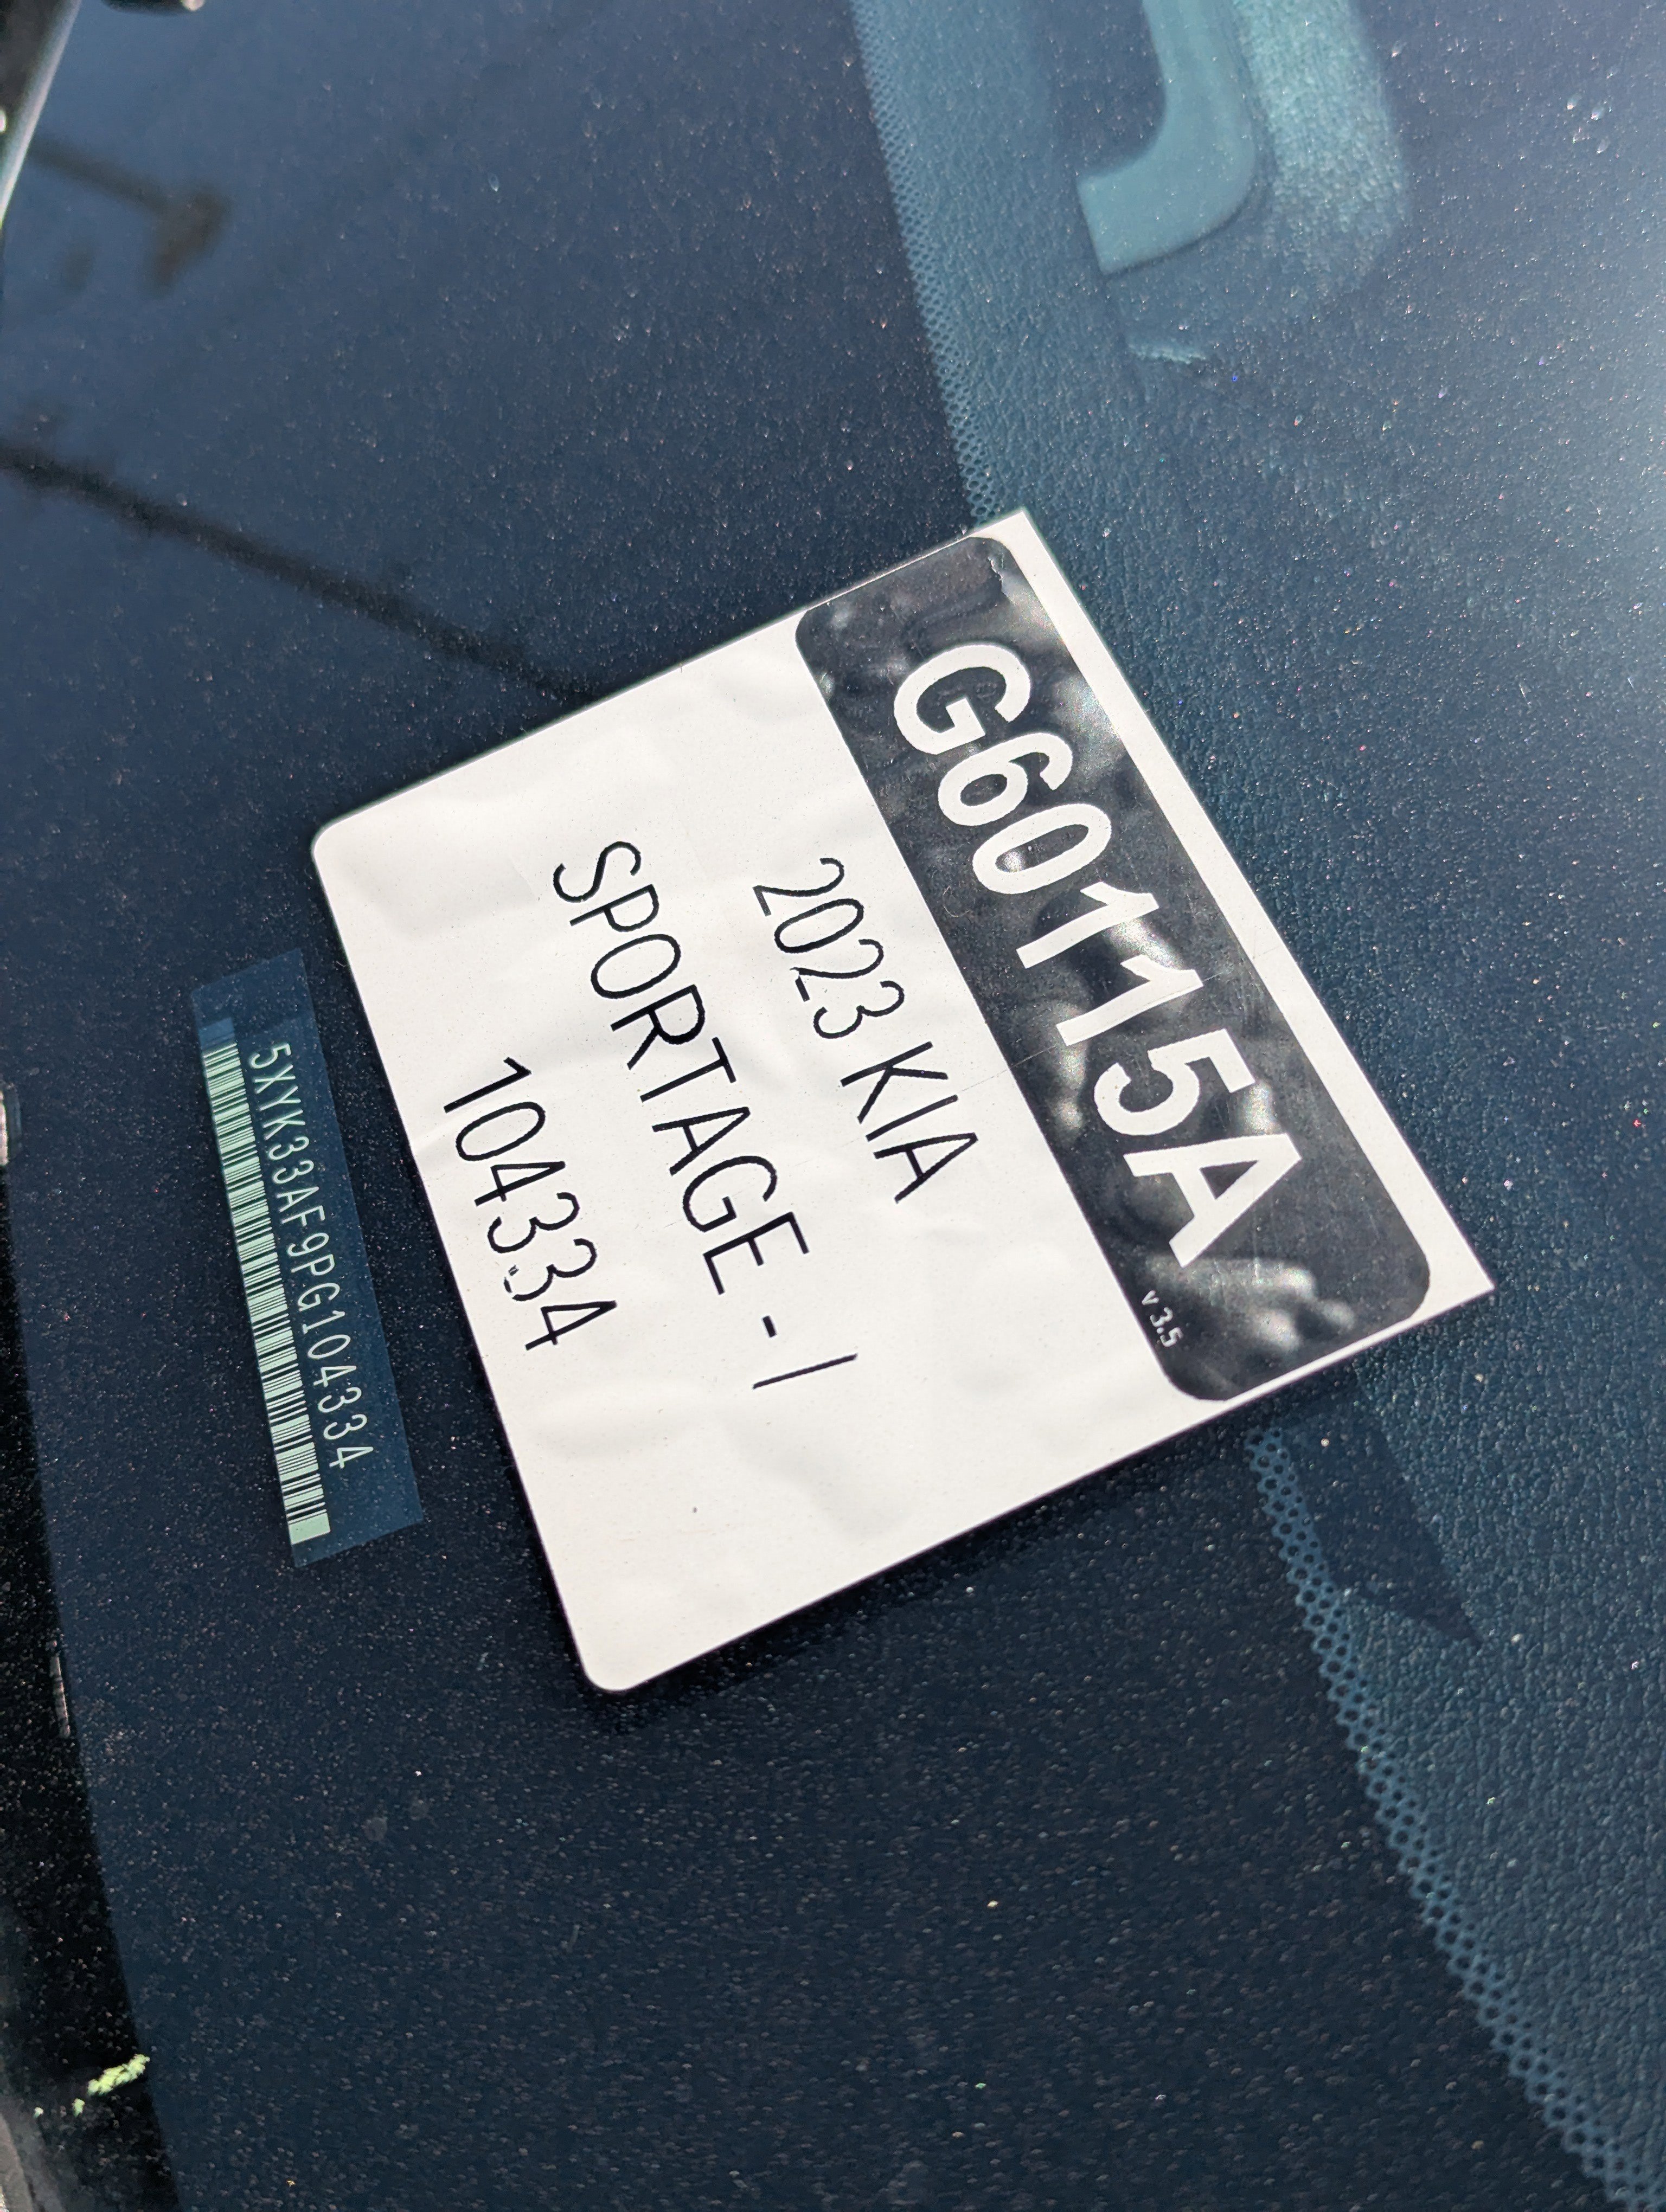 G60115A
v 3.5
2023 KIA
SPORTAGE - I
104334
5XYK33AF9PG104334